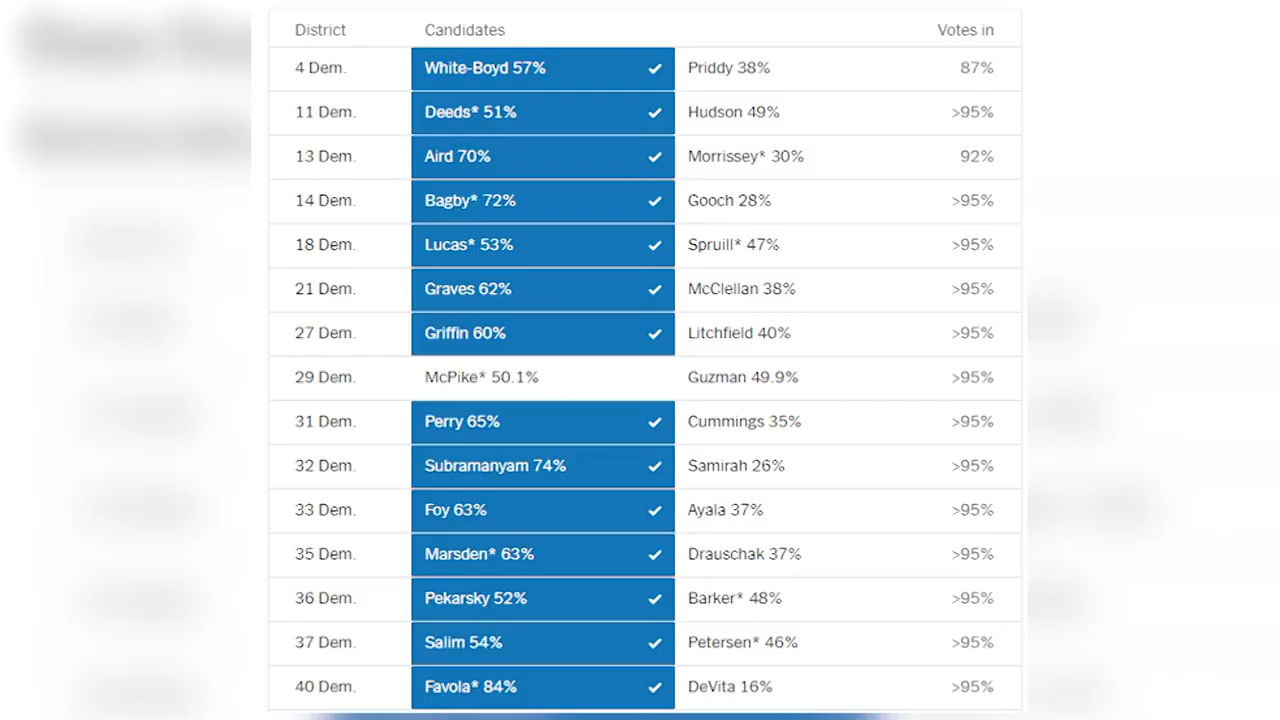 District Candidates Votes in
4 Dem. White-Boyd 57% ✓ Priddy 38% 87%
11 Dem. Deeds* 51% ✓ Hudson 49% >95%
13 Dem. Aird 70% ✓ Morrissey* 30% 92%
14 Dem. Bagby* 72% ✓ Gooch 28% >95%
18 Dem. Lucas* 53% ✓ Spruill* 47% >95%
21 Dem. Graves 62% ✓ McClellan 38% >95%
27 Dem. Griffin 60% ✓ Litchfield 40% >95%
29 Dem. McPike* 50.1% Guzman 49.9% >95%
31 Dem. Perry 65% ✓ Cummings 35% >95%
32 Dem. Subramanyam 74% ✓ Samirah 26% >95%
33 Dem. Foy 63% ✓ Ayala 37% >95%
35 Dem. Marsden* 63% ✓ Drauschak 37% >95%
36 Dem. Pekarsky 52% ✓ Barker* 48% >95%
37 Dem. Salim 54% ✓ Petersen* 46% >95%
40 Dem. Favola* 84% ✓ DeVita 16% >95%